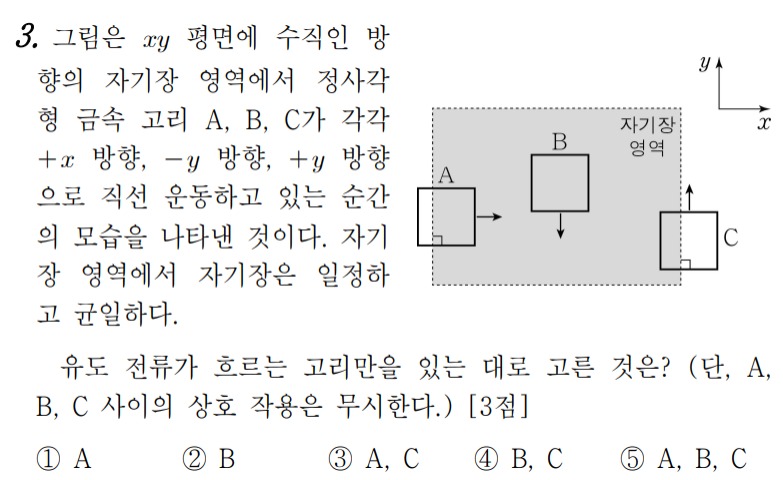 3. 그림은 xy 평면에 수직인 방
향의 자기장 영역에서 정사각
형 금속 고리 A, B, C가 각각
+x 방향, -y 방향, +y 방향
으로 직선 운동하고 있는 순간
의 모습을 나타낸 것이다. 자기
장 영역에서 자기장은 일정하
고 균일하다.
y
x
자기장
영역
B
A
C
유도 전류가 흐르는 고리만을 있는 대로 고른 것은? (단, A,
B, C 사이의 상호 작용은 무시한다.) [3점]
① A ② B ③ A, C ④ B, C ⑤ A, B, C